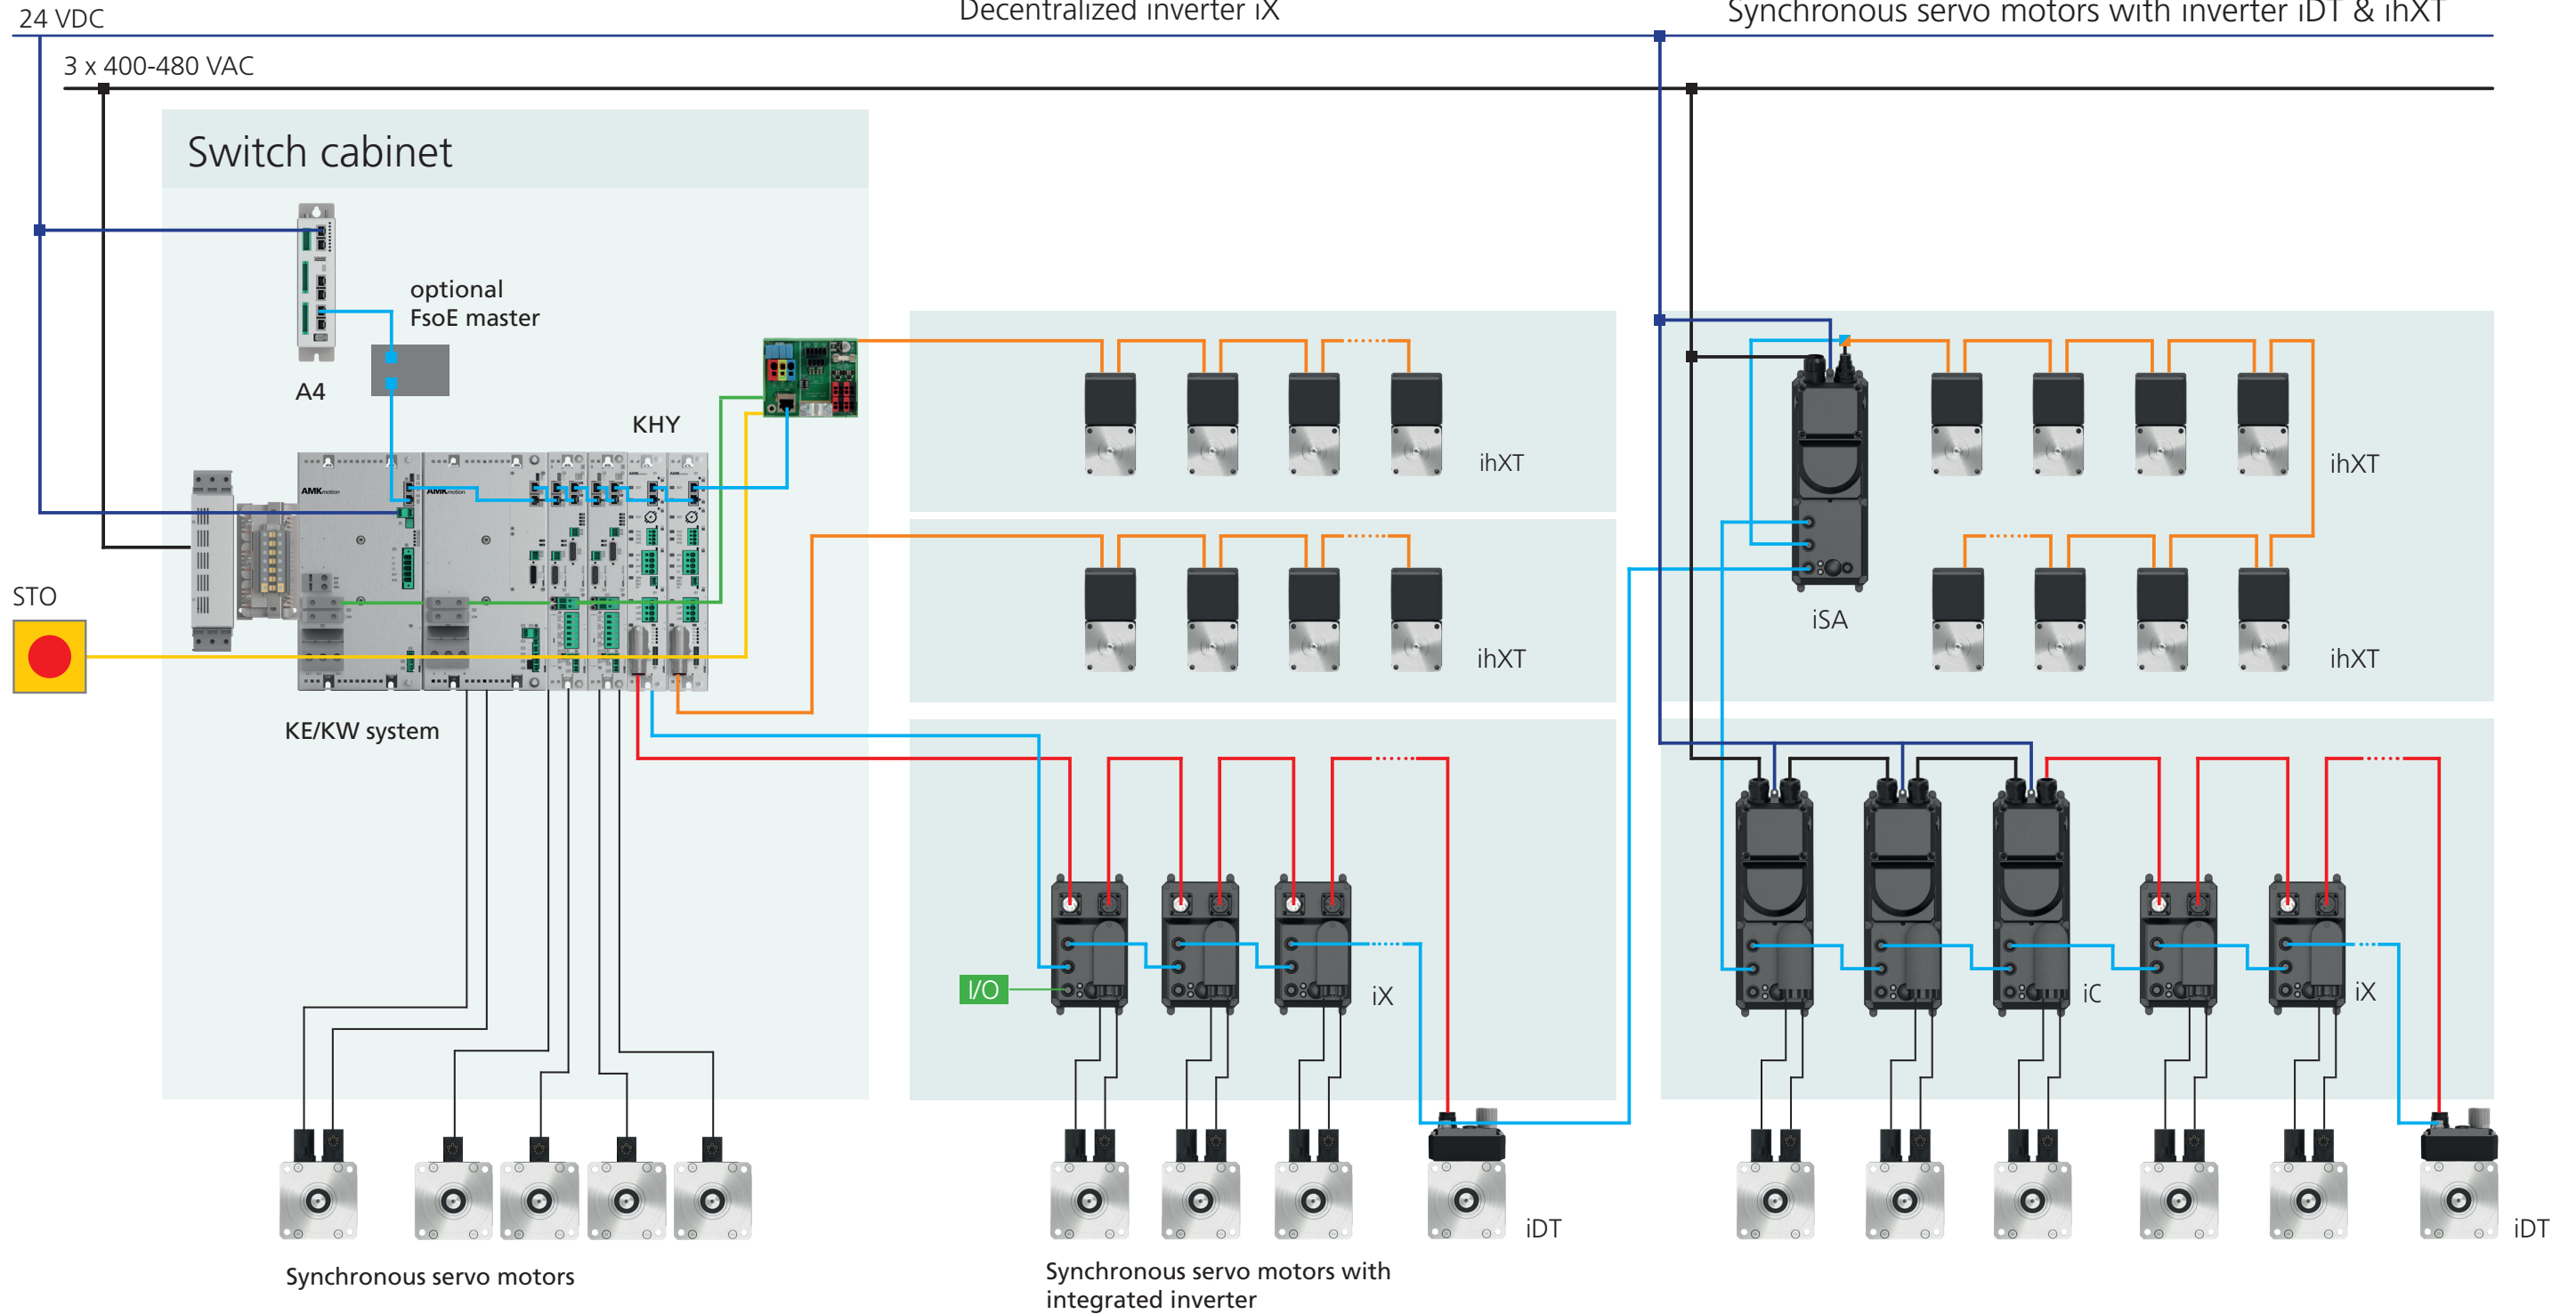 24 VDC
Decentralized inverter iX
Synchronous servo motors with inverter iDT & ihXT
3 x 400-480 VAC
Switch cabinet
optional
FsoE master
A4
KHY
ihXT
ihXT
AMKmotion
AMKmotion
STO
iSA
ihXT
ihXT
KE/KW system
I/O
iX
iC
iX
iDT
iDT
Synchronous servo motors
Synchronous servo motors with
integrated inverter